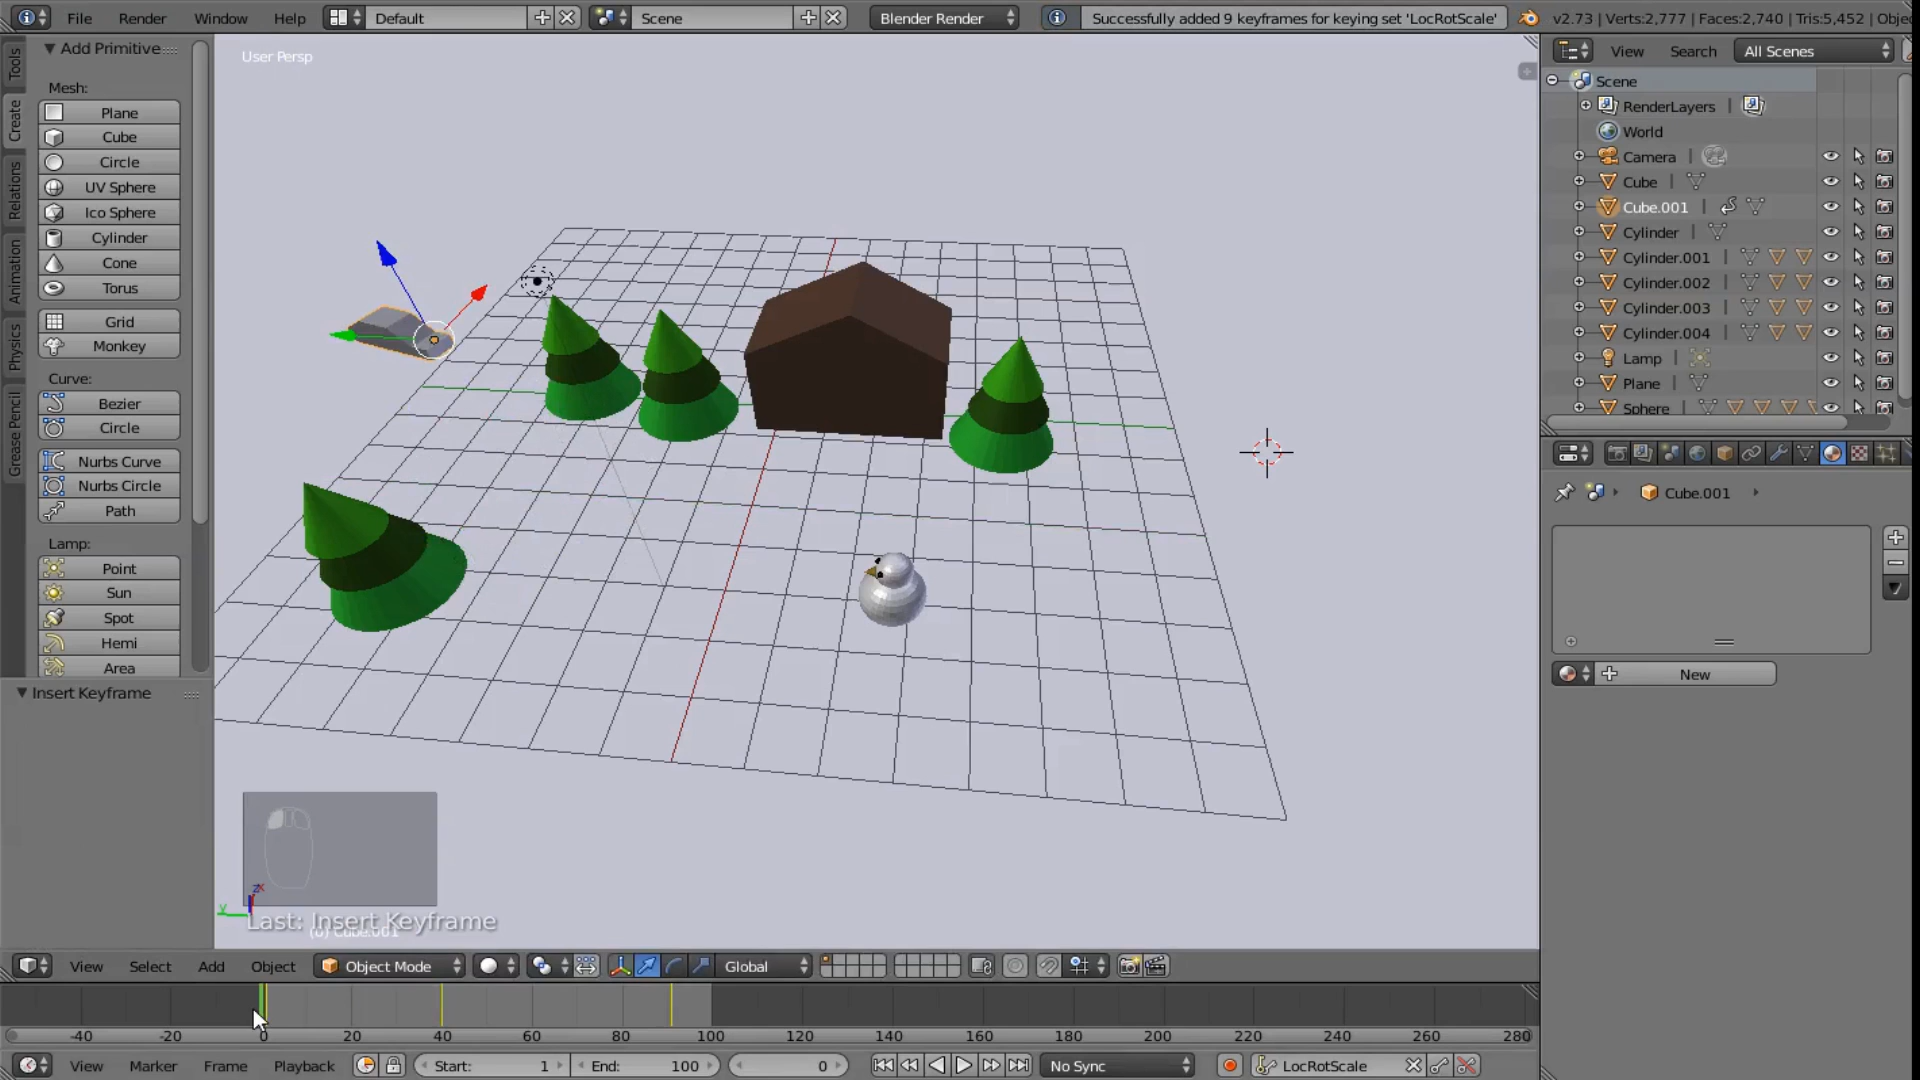 File Render Window Help Default Scene Blender Render Successfully added 9 keyframes for keying set 'LocRotScale' v2.73 | Verts:2,777 | Faces:2,740 | Tris:5,452 | Obje
Tools
Create
Relations
Animation
Physics
Grease Pencil
Add Primitive
Mesh:
Plane
Cube
Circle
UV Sphere
Ico Sphere
Cylinder
Cone
Torus
Grid
Monkey
Curve:
Bezier
Circle
Nurbs Curve
Nurbs Circle
Path
Lamp:
Point
Sun
Spot
Hemi
Area
Insert Keyframe
User Persp
z x
y
Last: Insert Keyframe
(0) Cube.001
View Search All Scenes
Scene
RenderLayers |
World
Camera |
Cube |
Cube.001 |
Cylinder |
Cylinder.001 |
Cylinder.002 |
Cylinder.003 |
Cylinder.004 |
Lamp |
Plane |
Sphere |
Cube.001
New
View Select Add Object Object Mode Global
-40 -20 0 20 40 60 80 100 120 140 160 180 200 220 240 260 280
View Marker Frame Playback Start: 1 End: 100 0 No Sync LocRotScale